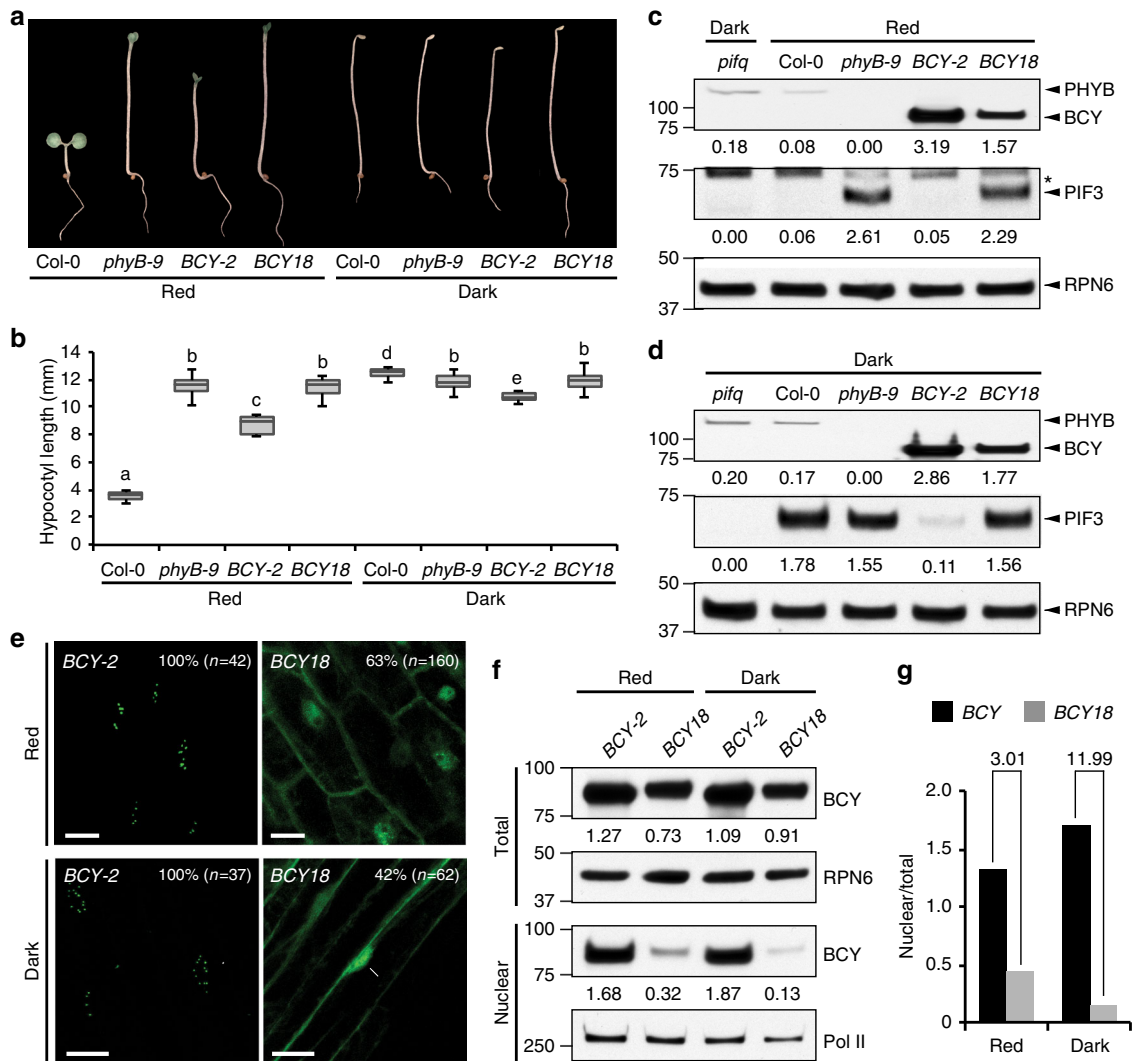 a
Col-0 phyB-9 BCY-2 BCY18 Col-0 phyB-9 BCY-2 BCY18
Red Dark
b
Hypocotyl length (mm)
14
12
10
8
6
4
2
0
a b c b d b e b
Col-0 phyB-9 BCY-2 BCY18 Col-0 phyB-9 BCY-2 BCY18
Red Dark
c
Dark Red
pifq Col-0 phyB-9 BCY-2 BCY18
PHYB
100
BCY
75
0.18 0.08 0.00 3.19 1.57
75
*
PIF3
0.00 0.06 2.61 0.05 2.29
50
RPN6
37
d
Dark
pifq Col-0 phyB-9 BCY-2 BCY18
PHYB
100
BCY
75
0.20 0.17 0.00 2.86 1.77
75
PIF3
0.00 1.78 1.55 0.11 1.56
50
RPN6
37
e
Red
BCY-2 100% (n=42)
BCY18 63% (n=160)
Dark
BCY-2 100% (n=37)
BCY18 42% (n=62)
f
Red Dark
BCY-2 BCY18 BCY-2 BCY18
Total
100
BCY
75
1.27 0.73 1.09 0.91
50
RPN6
37
Nuclear
100
BCY
75
1.68 0.32 1.87 0.13
Pol II
250
g
BCY BCY18
3.01 11.99
Nuclear/total
2.0
1.5
1.0
0.5
0
Red Dark